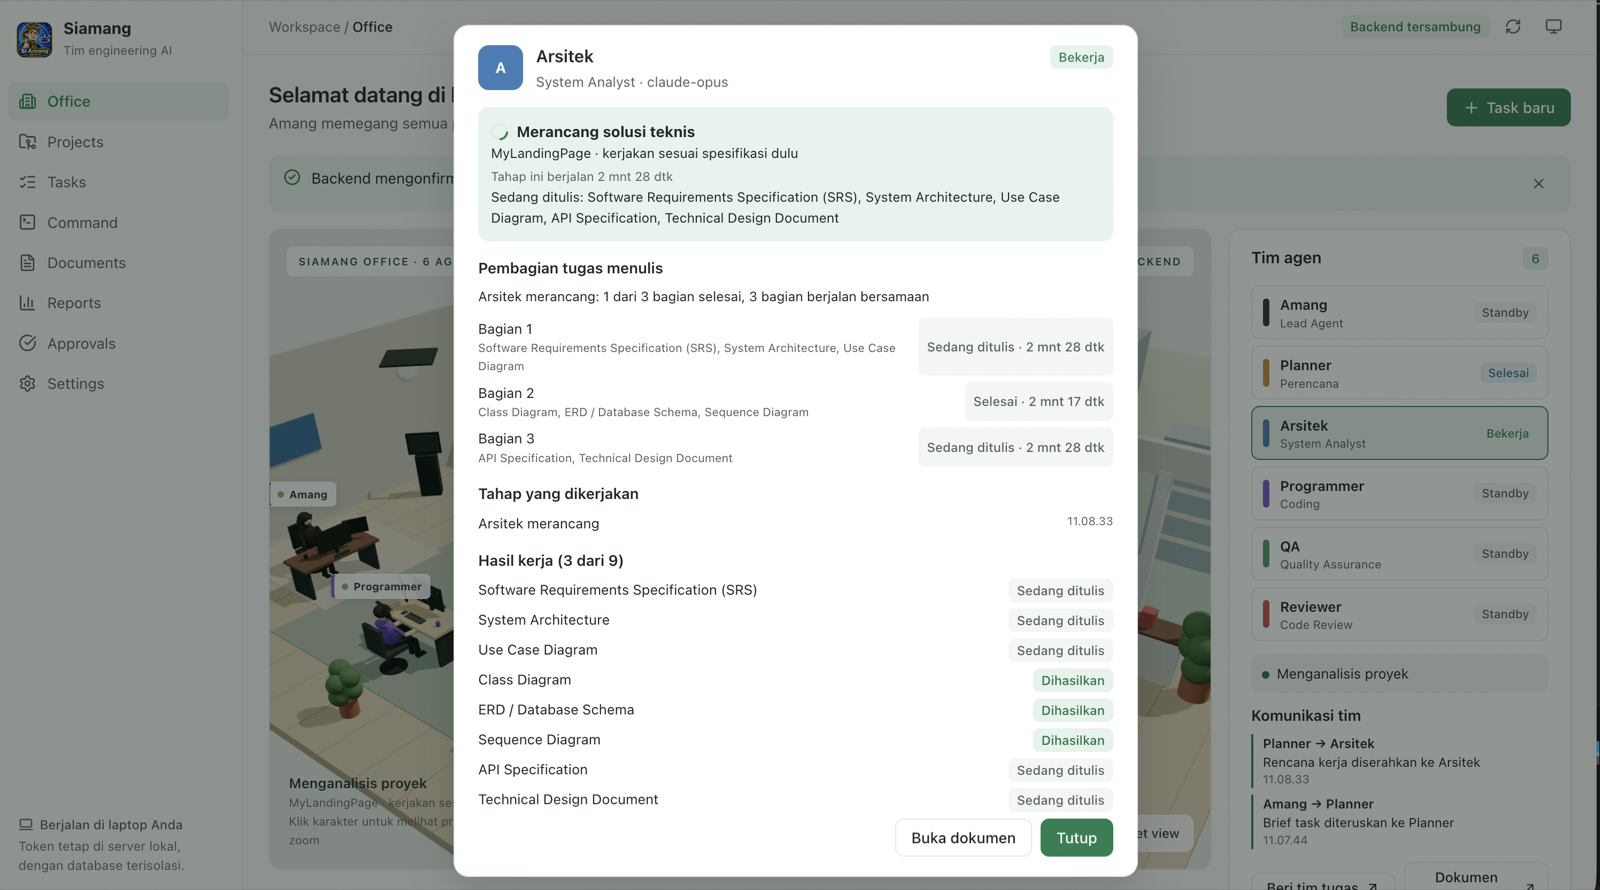 Siamang
Tim engineering AI
Office
Projects
Tasks
Command
Documents
Reports
Approvals
Settings
Berjalan di laptop Anda
Token tetap di server lokal,
dengan database terisolasi.
Workspace / Office
Backend tersambung
Selamat datang di
Amang memegang semua
Task baru
Backend mengonfirm
SIAMANG OFFICE · 6 AG
CKEND
Amang
Programmer
Menganalisis proyek
MyLandingPage · kerjakan ses
Klik karakter untuk melihat pr
zoom
et view
A
Arsitek
System Analyst · claude-opus
Bekerja
Merancang solusi teknis
MyLandingPage · kerjakan sesuai spesifikasi dulu
Tahap ini berjalan 2 mnt 28 dtk
Sedang ditulis: Software Requirements Specification (SRS), System Architecture, Use Case
Diagram, API Specification, Technical Design Document
Pembagian tugas menulis
Arsitek merancang: 1 dari 3 bagian selesai, 3 bagian berjalan bersamaan
Bagian 1
Software Requirements Specification (SRS), System Architecture, Use Case
Diagram
Sedang ditulis · 2 mnt 28 dtk
Bagian 2
Class Diagram, ERD / Database Schema, Sequence Diagram
Selesai · 2 mnt 17 dtk
Bagian 3
API Specification, Technical Design Document
Sedang ditulis · 2 mnt 28 dtk
Tahap yang dikerjakan
Arsitek merancang 11.08.33
Hasil kerja (3 dari 9)
Software Requirements Specification (SRS) Sedang ditulis
System Architecture Sedang ditulis
Use Case Diagram Sedang ditulis
Class Diagram Dihasilkan
ERD / Database Schema Dihasilkan
Sequence Diagram Dihasilkan
API Specification Sedang ditulis
Technical Design Document Sedang ditulis
Buka dokumen
Tutup
Tim agen 6
Amang
Lead Agent
Standby
Planner
Perencana
Selesai
Arsitek
System Analyst
Bekerja
Programmer
Coding
Standby
QA
Quality Assurance
Standby
Reviewer
Code Review
Standby
Menganalisis proyek
Komunikasi tim
Planner → Arsitek
Rencana kerja diserahkan ke Arsitek
11.08.33
Amang → Planner
Brief task diteruskan ke Planner
11.07.44
Beri tim tugas
Dokumen